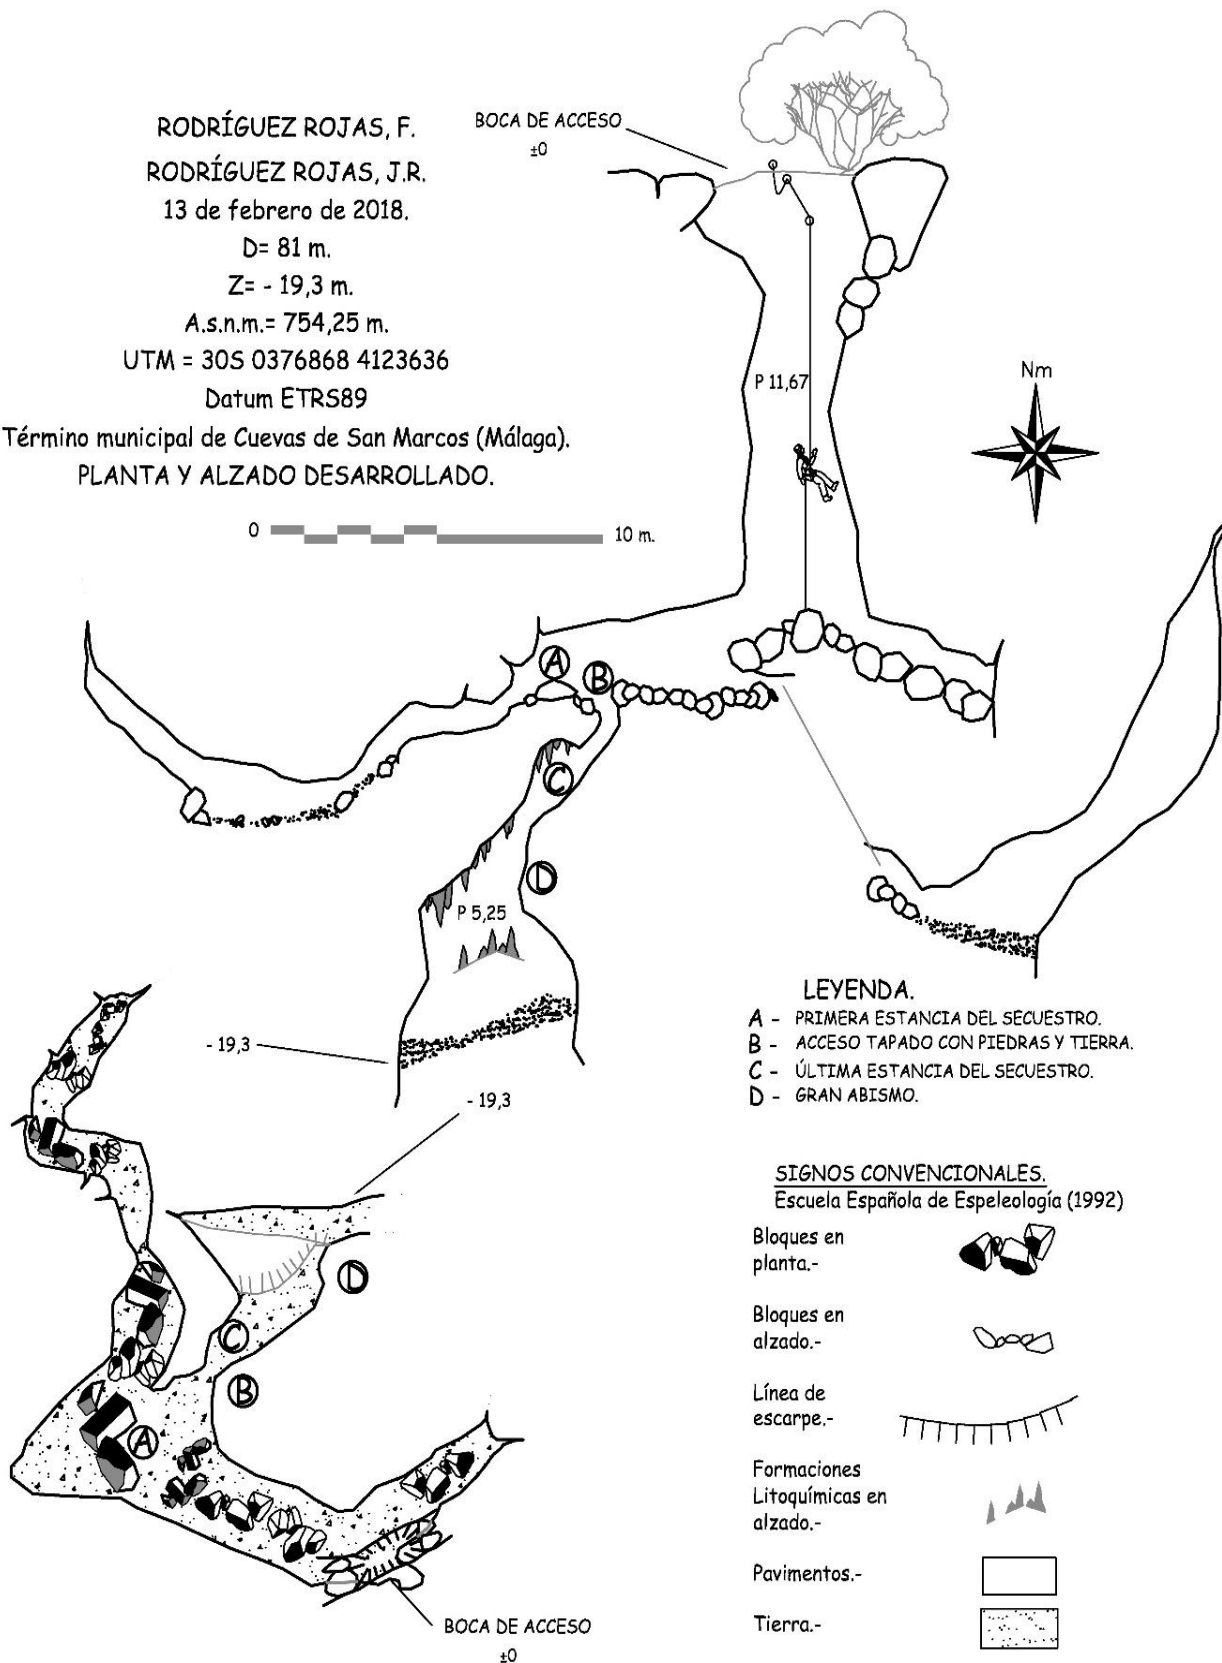 RODRÍGUEZ ROJAS, F.
RODRÍGUEZ ROJAS, J.R.
13 de febrero de 2018.
D= 81 m.
Z= - 19,3 m.
A.s.n.m.= 754,25 m.
UTM = 30S 0376868 4123636
Datum ETRS89
Término municipal de Cuevas de San Marcos (Málaga).
PLANTA Y ALZADO DESARROLLADO.
0
10 m.
BOCA DE ACCESO
±0
P 11,67
Nm
A
B
C
D
P 5,25
- 19,3
- 19,3
D
C
B
A
BOCA DE ACCESO
±0
LEYENDA.
A - PRIMERA ESTANCIA DEL SECUESTRO.
B - ACCESO TAPADO CON PIEDRAS Y TIERRA.
C - ÚLTIMA ESTANCIA DEL SECUESTRO.
D - GRAN ABISMO.
SIGNOS CONVENCIONALES.
Escuela Española de Espeleología (1992)
Bloques en
planta.-
Bloques en
alzado.-
Línea de
escarpe.-
Formaciones
Litoquímicas en
alzado.-
Pavimentos.-
Tierra.-